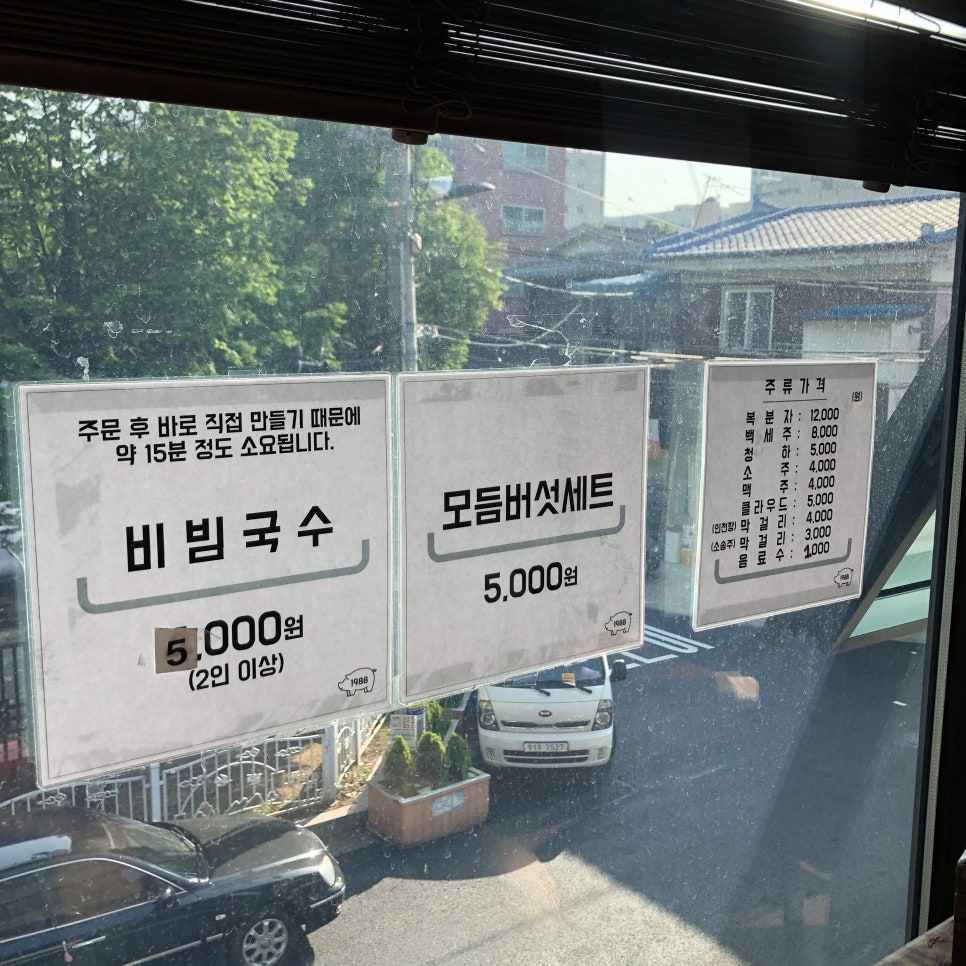 주문 후 바로 직접 만들기 때문에
약 15분 정도 소요됩니다.
비빔국수
5,000원
(2인 이상)
1988
모듬버섯세트
5,000원
1988
주류가격
(원)
복분자 : 12,000
백세주 : 8,000
청하 : 5,000
소주 : 4,000
맥주 : 4,000
클라우드 : 5,000
(인천향) 막걸리 : 4,000
(소송주) 막걸리 : 3,000
음료수 : 1,000
1988
KIA